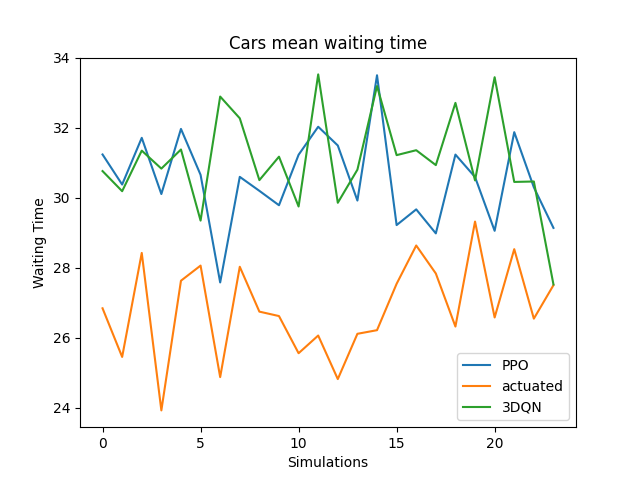 Cars mean waiting time
34
32
30
28
26
24
Waiting Time
0 5 10 15 20
Simulations
PPO
actuated
3DQN